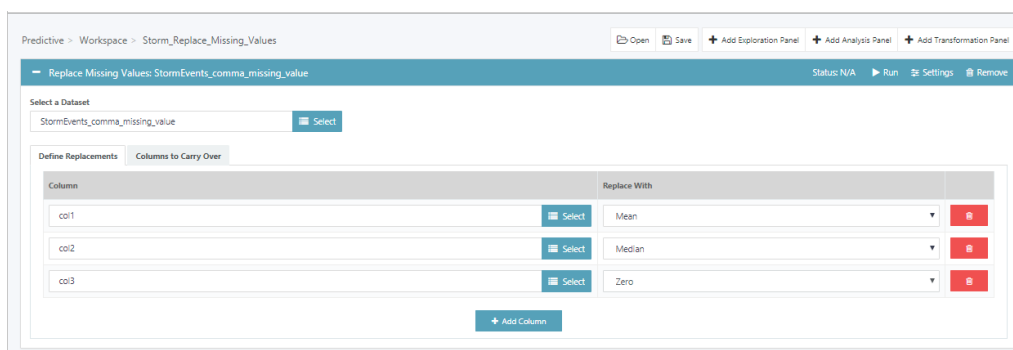 Predictive > Workspace > Storm_Replace_Missing_Values Open Save + Add Exploration Panel + Add Analysis Panel + Add Transformation Panel
− Replace Missing Values: StormEvents_comma_missing_value Status: N/A Run Settings Remove
Select a Dataset
StormEvents_comma_missing_value Select
Define Replacements Columns to Carry Over
Column Replace With
col1 Select Mean
col2 Select Median
col3 Select Zero
+ Add Column